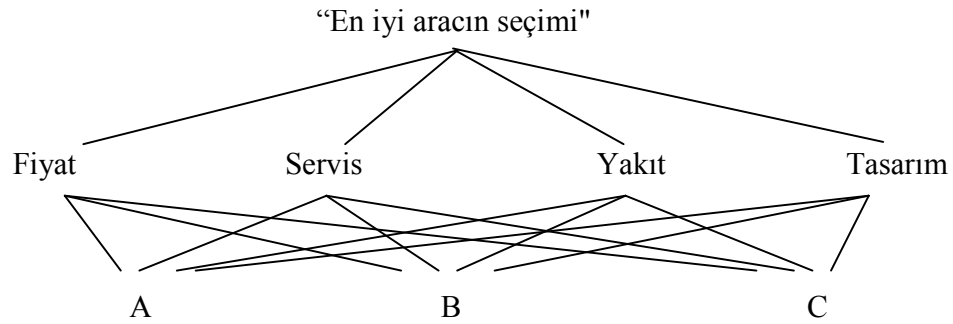 “En iyi aracın seçimi"
Fiyat Servis Yakıt Tasarım
A B C